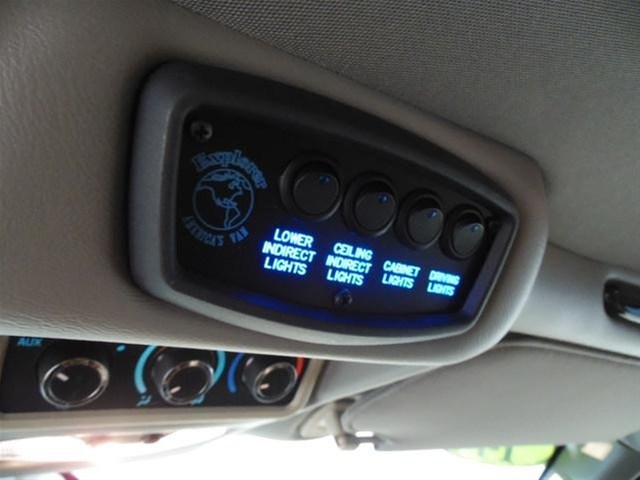 Explorer
AMERICA'S VAN
LOWER
INDIRECT
LIGHTS
CEILING
INDIRECT
LIGHTS
CABINET
LIGHTS
DRIVING
LIGHTS
AUX